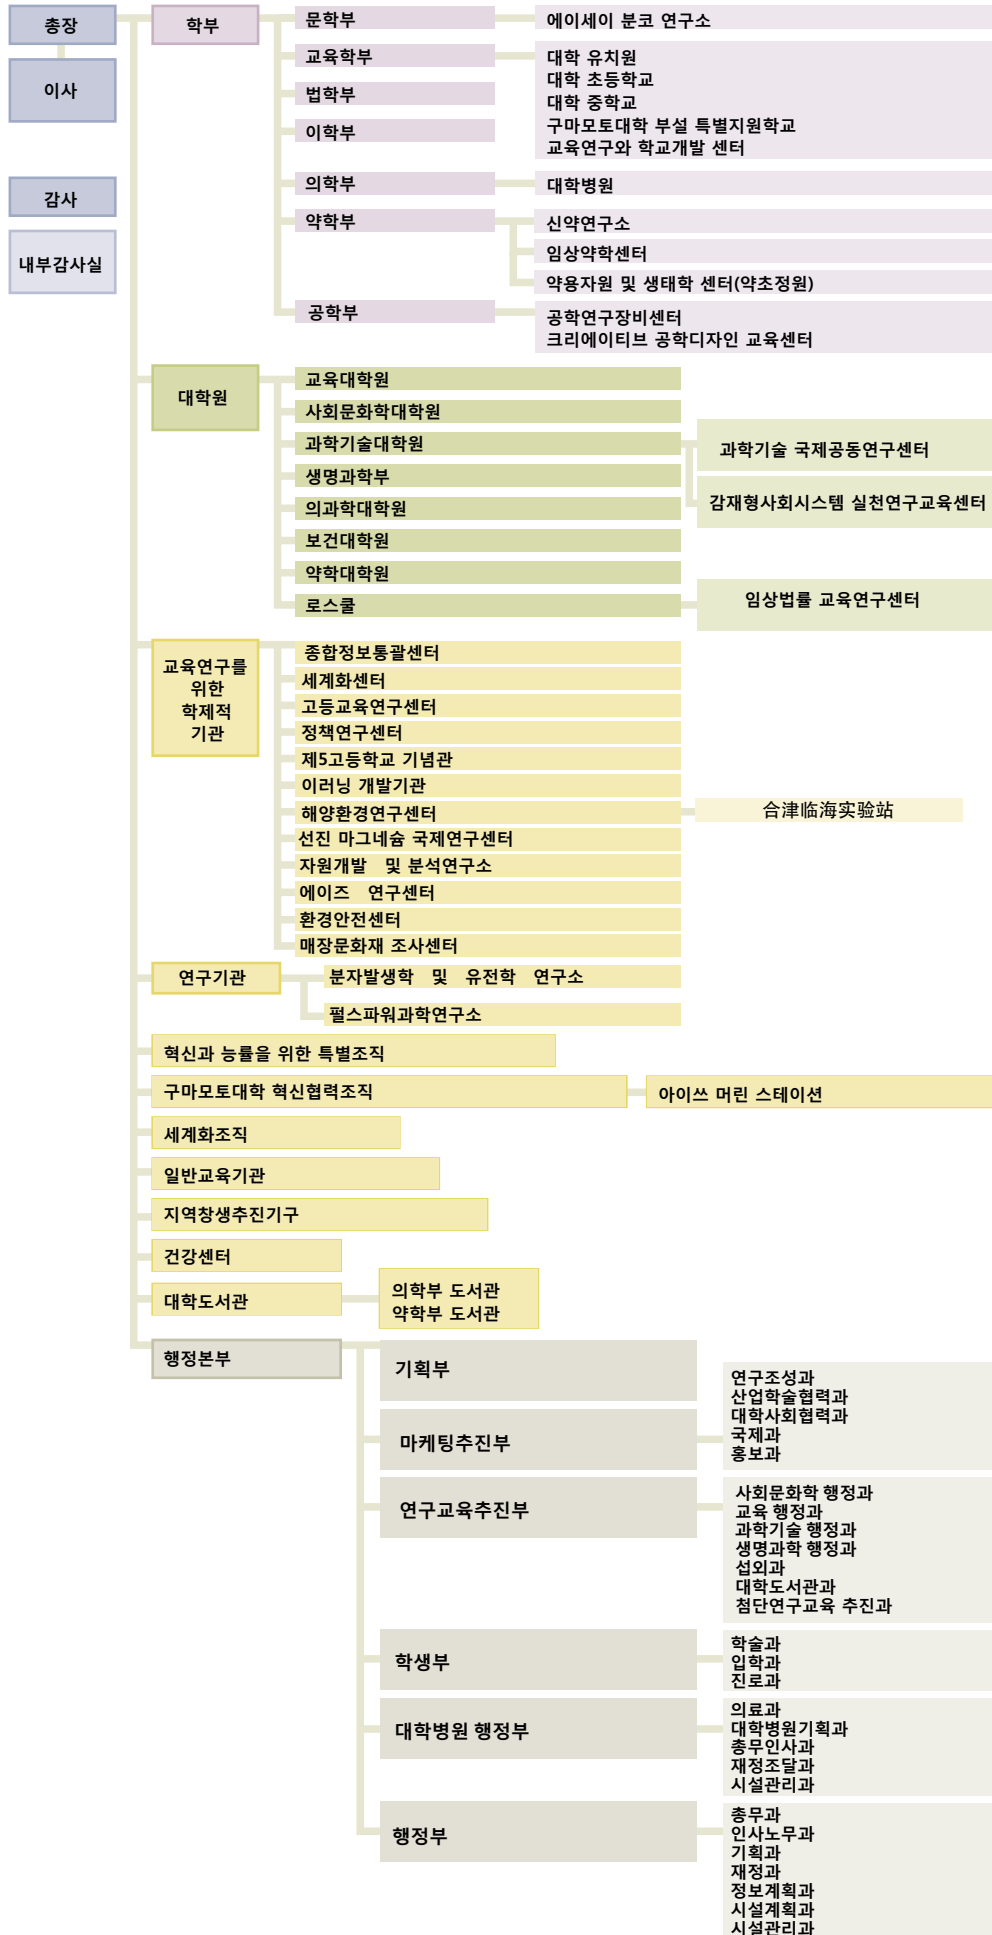 총장
이사
감사
내부감사실
학부
문학부
에이세이 분코 연구소
교육학부
대학 유치원
대학 초등학교
대학 중학교
구마모토대학 부설 특별지원학교
교육연구와 학교개발 센터
법학부
이학부
의학부
대학병원
약학부
신약연구소
임상약학센터
약용자원 및 생태학 센터(약초정원)
공학부
공학연구장비센터
크리에이티브 공학디자인 교육센터
대학원
교육대학원
사회문화학대학원
과학기술대학원
과학기술 국제공동연구센터
감재형사회시스템 실천연구교육센터
생명과학부
의과학대학원
보건대학원
약학대학원
로스쿨
임상법률 교육연구센터
교육연구를
위한
학제적
기관
종합정보통괄센터
세계화센터
고등교육연구센터
정책연구센터
제5고등학교 기념관
이러닝 개발기관
해양환경연구센터
合津临海实验站
선진 마그네슘 국제연구센터
자원개발 및 분석연구소
에이즈 연구센터
환경안전센터
매장문화재 조사센터
연구기관
분자발생학 및 유전학 연구소
펄스파워과학연구소
혁신과 능률을 위한 특별조직
구마모토대학 혁신협력조직
아이쓰 머린 스테이션
세계화조직
일반교육기관
지역창생추진기구
건강센터
대학도서관
의학부 도서관
약학부 도서관
행정본부
기획부
마케팅추진부
연구조성과
산업학술협력과
대학사회협력과
국제과
홍보과
연구교육추진부
사회문화학 행정과
교육 행정과
과학기술 행정과
생명과학 행정과
섭외과
대학도서관과
첨단연구교육 추진과
학생부
학술과
입학과
진로과
대학병원 행정부
의료과
대학병원기획과
총무인사과
재정조달과
시설관리과
행정부
총무과
인사노무과
기획과
재정과
정보계획과
시설계획과
시설관리과